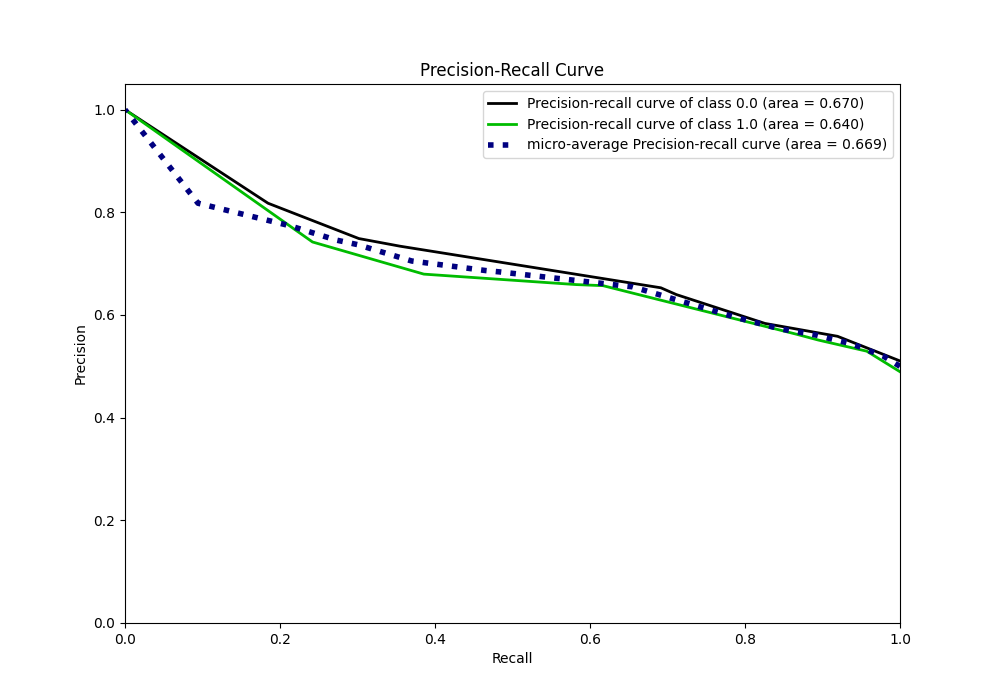 Precision-Recall Curve
Precision-recall curve of class 0.0 (area = 0.670)
Precision-recall curve of class 1.0 (area = 0.640)
micro-average Precision-recall curve (area = 0.669)
1.0
0.8
0.6
0.4
0.2
0.0
Precision
0.0 0.2 0.4 0.6 0.8 1.0
Recall